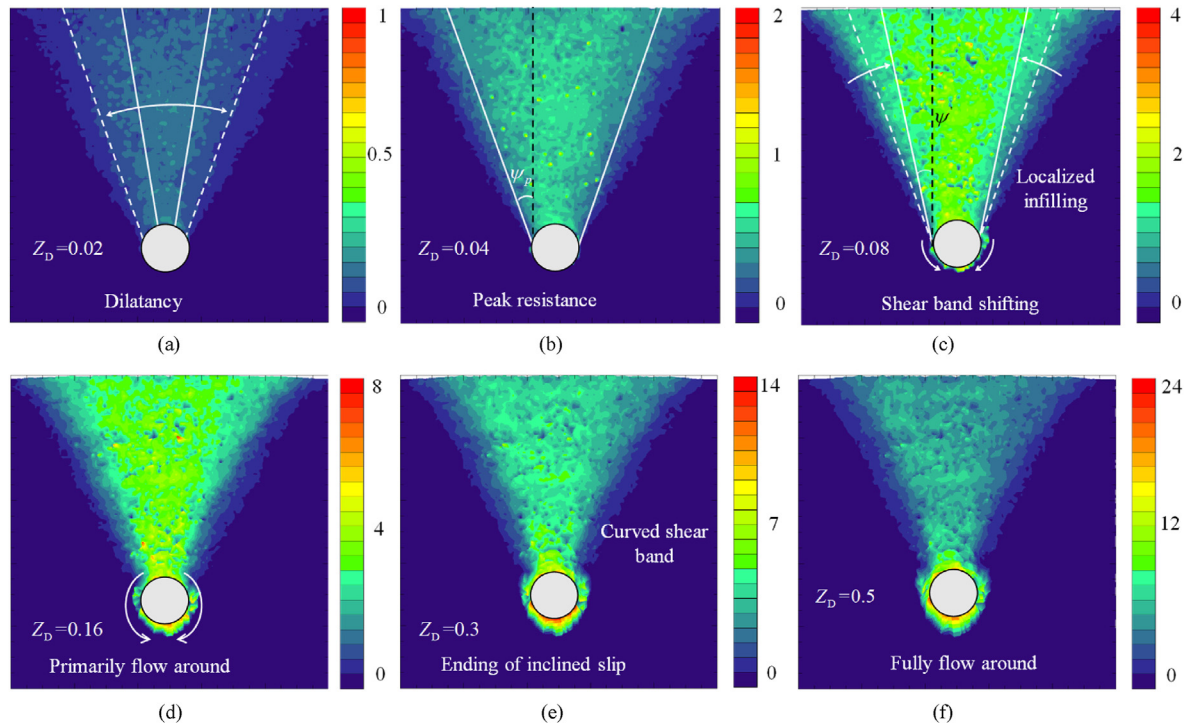 1
0.5
0
Z_D=0.02
Dilatancy
(a)
2
1
0
ψ_p
Z_D=0.04
Peak resistance
(b)
4
2
0
ψ
Localized
infilling
Z_D=0.08
Shear band shifting
(c)
8
4
0
Z_D=0.16
Primarily flow around
(d)
14
7
0
Curved shear
band
Z_D=0.3
Ending of inclined slip
(e)
24
12
0
Z_D=0.5
Fully flow around
(f)